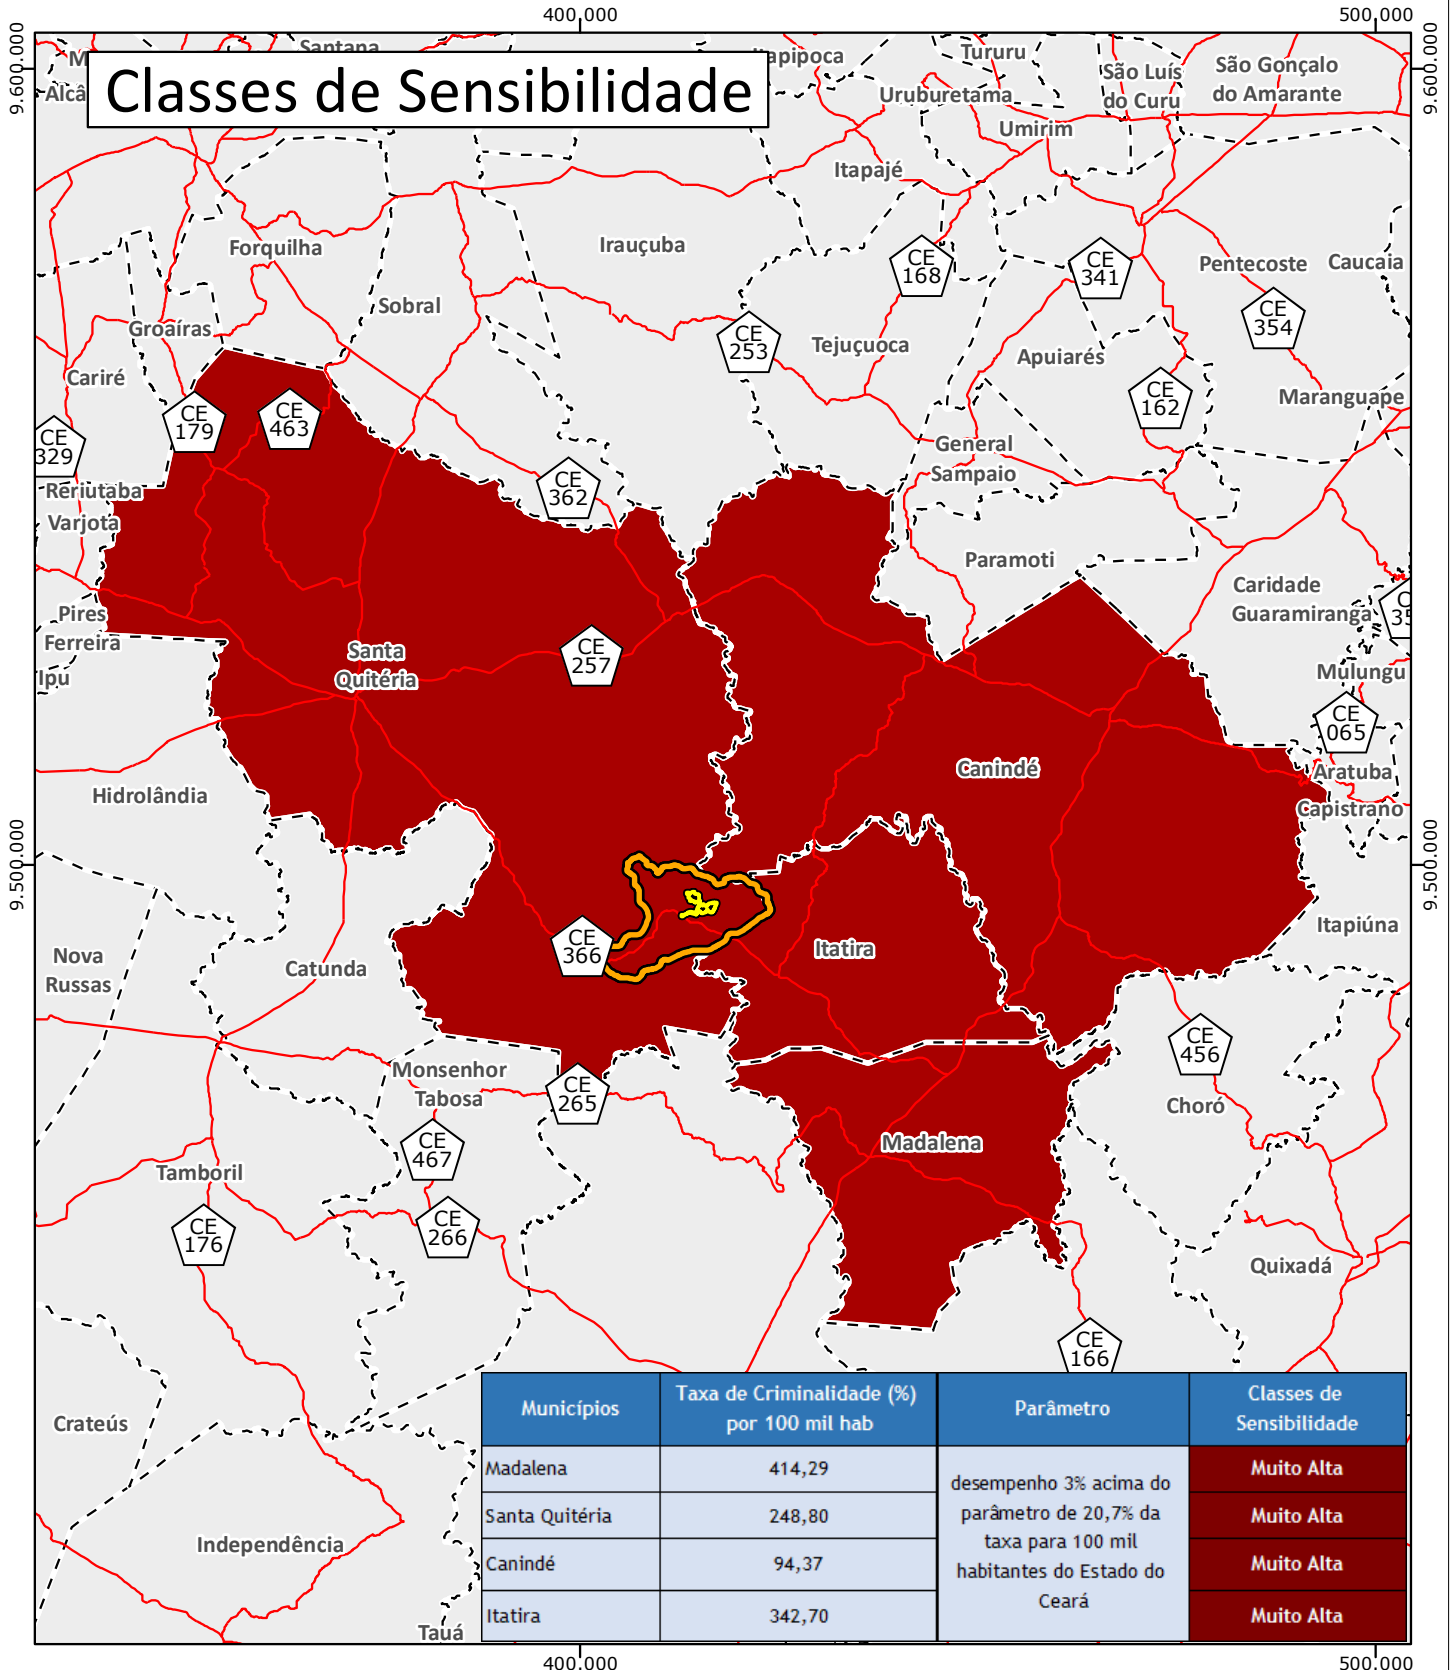 400.000
500.000
9.600.000
9.600.000
Santana
Itapipoca
Tururu
São Luís
do Curu
São Gonçalo
do Amarante
Classes de Sensibilidade
Alcâ
Uruburetama
Umirim
Itapajé
Forquilha
Irauçuba
CE
168
CE
341
Pentecoste
Caucaia
Sobral
Groaíras
CE
253
Tejuçuoca
Apuiarés
CE
354
Cariré
CE
162
Maranguape
CE
179
CE
463
CE
329
General
Sampaio
Reriutaba
CE
362
Varjota
Paramoti
Caridade
Guaramiranga
Pires
Ferreira
Santa
Quitéria
CE
257
Ipu
Mulungu
CE
065
Canindé
Aratuba
Hidrolândia
Capistrano
9.500.000
9.500.000
Itapiúna
CE
366
Itatira
Nova
Russas
Catunda
CE
456
Monsenhor
Tabosa
CE
265
Choró
CE
467
Madalena
Tamboril
CE
176
CE
266
Quixadá
CE
166
Municípios
Taxa de Criminalidade (%)
por 100 mil hab
Parâmetro
Classes de
Sensibilidade
Madalena
414,29
Muito Alta
Santa Quitéria
248,80
Muito Alta
Canindé
94,37
Muito Alta
Itatira
342,70
Muito Alta
desempenho 3% acima do
parâmetro de 20,7% da
taxa para 100 mil
habitantes do Estado do
Ceará
Crateús
Independência
Tauá
400.000
500.000